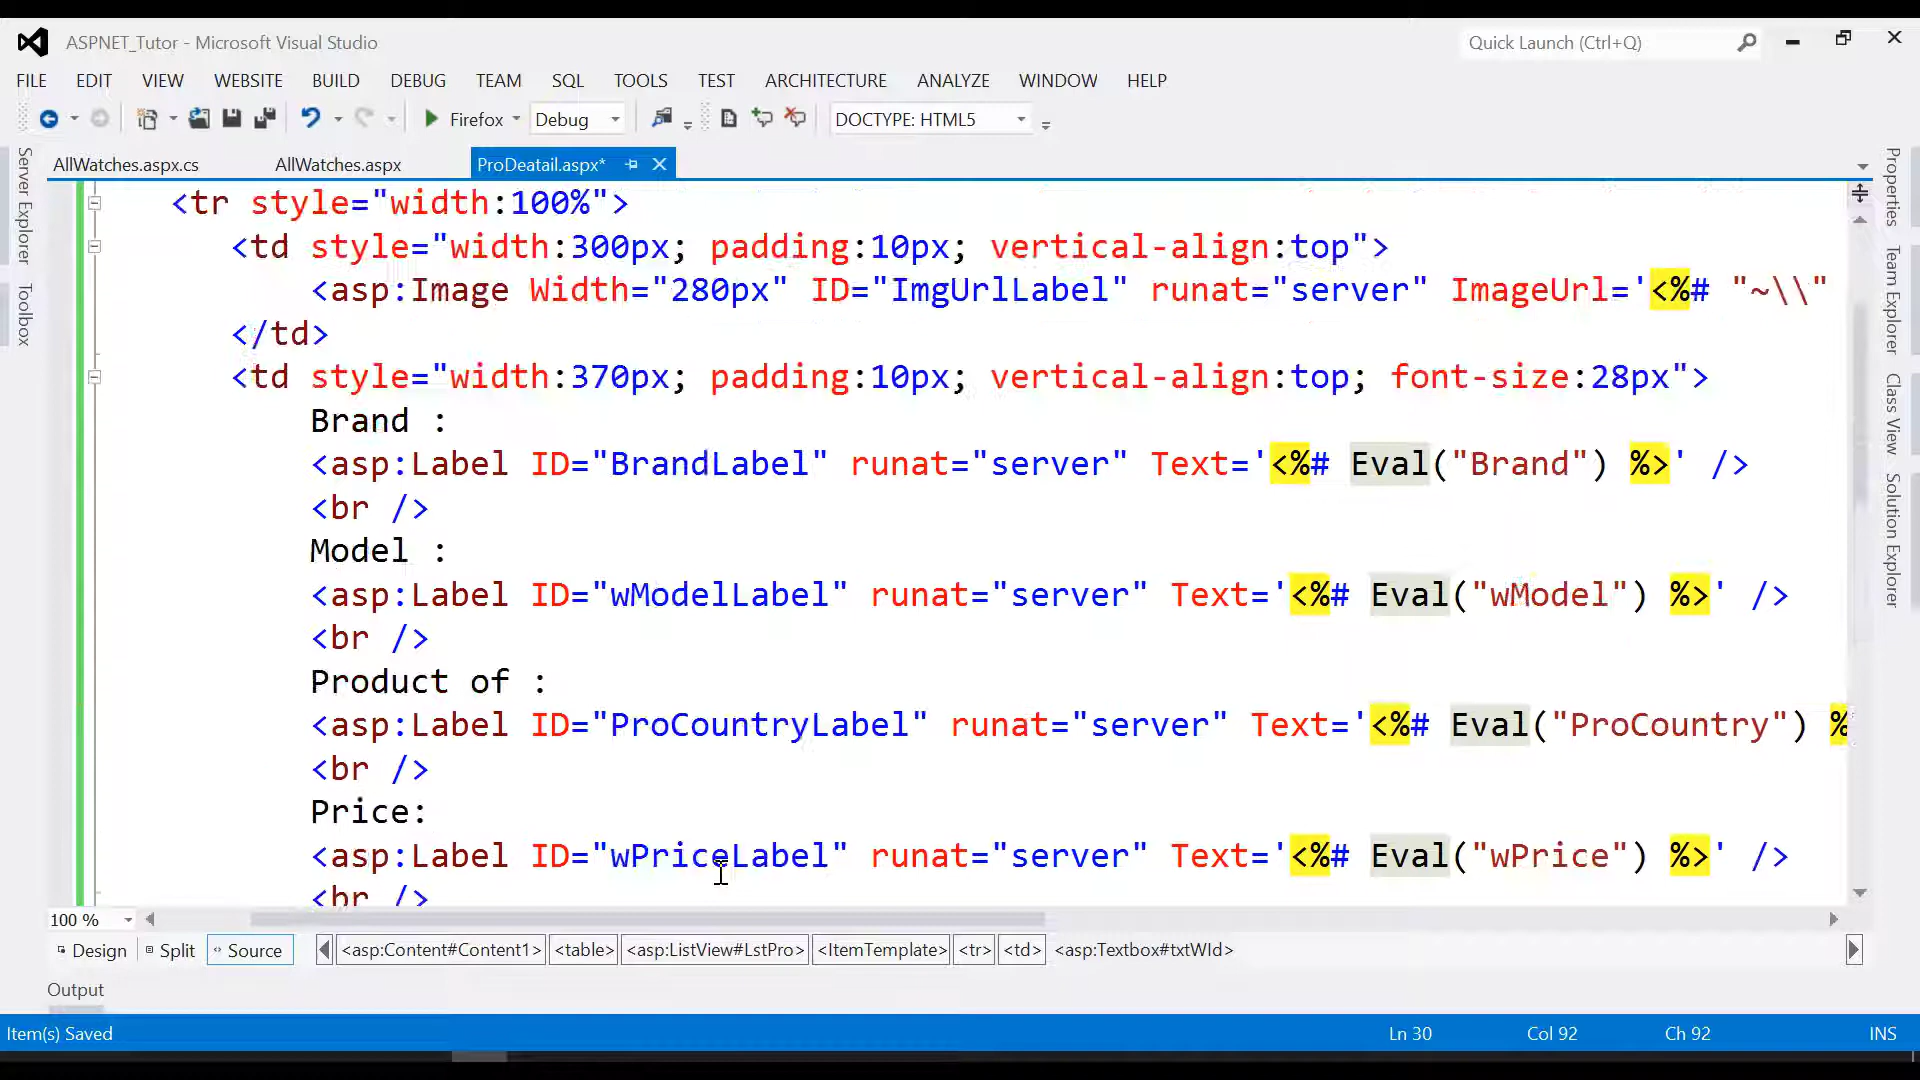 ASPNET_Tutor - Microsoft Visual Studio
Quick Launch (Ctrl+Q)
FILE EDIT VIEW WEBSITE BUILD DEBUG TEAM SQL TOOLS TEST ARCHITECTURE ANALYZE WINDOW HELP
Firefox Debug DOCTYPE: HTML5
AllWatches.aspx.cs AllWatches.aspx ProDeatail.aspx*
Server Explorer
Toolbox
<tr style="width:100%">
<td style="width:300px; padding:10px; vertical-align:top">
<asp:Image Width="280px" ID="ImgUrlLabel" runat="server" ImageUrl='<%# "~\\"
</td>
<td style="width:370px; padding:10px; vertical-align:top; font-size:28px">
Brand :
<asp:Label ID="BrandLabel" runat="server" Text='<%# Eval("Brand") %>' />
<br />
Model :
<asp:Label ID="wModelLabel" runat="server" Text='<%# Eval("wModel") %>' />
<br />
Product of :
<asp:Label ID="ProCountryLabel" runat="server" Text='<%# Eval("ProCountry") %
<br />
Price:
<asp:Label ID="wPriceLabel" runat="server" Text='<%# Eval("wPrice") %>' />
<br />
Properties
Team Explorer
Class View
Solution Explorer
100 %
Design Split Source <asp:Content#Content1> <table> <asp:ListView#LstPro> <ItemTemplate> <tr> <td> <asp:Textbox#txtWId>
Output
Item(s) Saved Ln 30 Col 92 Ch 92 INS